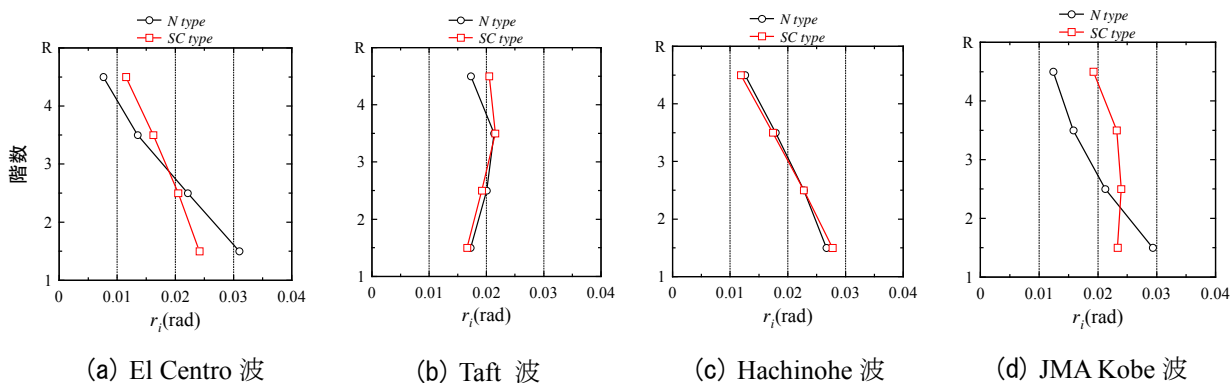 N type
SC type
R
4
3
2
1
階数
0
0.01
0.02
0.03
0.04
r_i(rad)
(a) El Centro 波
N type
SC type
R
4
3
2
1
0
0.01
0.02
0.03
0.04
r_i(rad)
(b) Taft 波
N type
SC type
R
4
3
2
1
0
0.01
0.02
0.03
0.04
r_i(rad)
(c) Hachinohe 波
N type
SC type
R
4
3
2
1
0
0.01
0.02
0.03
0.04
r_i(rad)
(d) JMA Kobe 波